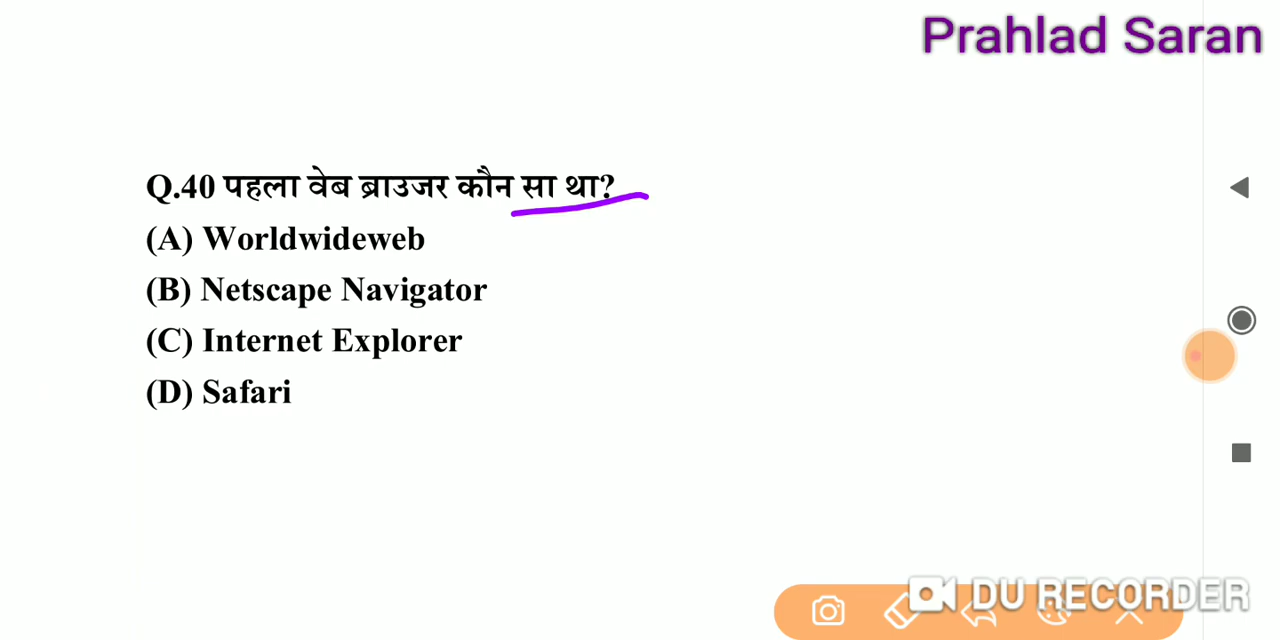 Prahlad Saran
Q.40 पहला वेब ब्राउजर कौन सा था?
(A) Worldwideweb
(B) Netscape Navigator
(C) Internet Explorer
(D) Safari
DU RECORDER